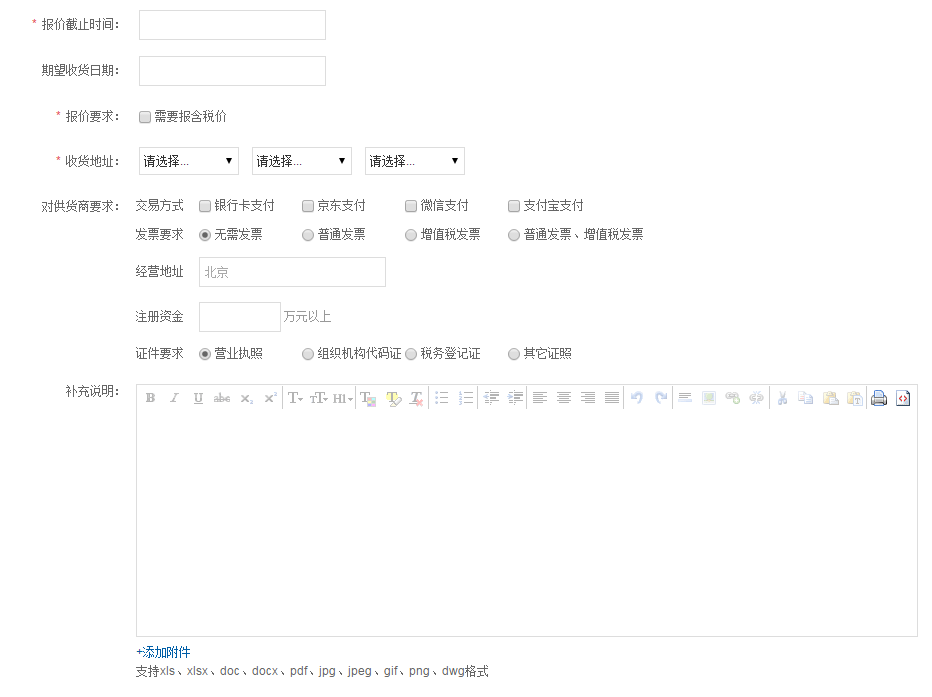 * 报价截止时间：
期望收货日期：
* 报价要求： 需要报含税价
* 收货地址： 请选择... 请选择... 请选择...
对供货商要求： 交易方式 银行卡支付 京东支付 微信支付 支付宝支付
发票要求 无需发票 普通发票 增值税发票 普通发票、增值税发票
经营地址 北京
注册资金 万元以上
证件要求 营业执照 组织机构代码证 税务登记证 其它证照
补充说明： B I U abc x₂ x² T TT H1 T T T
+添加附件
支持xls、xlsx、doc、docx、pdf、jpg、jpeg、gif、png、dwg格式